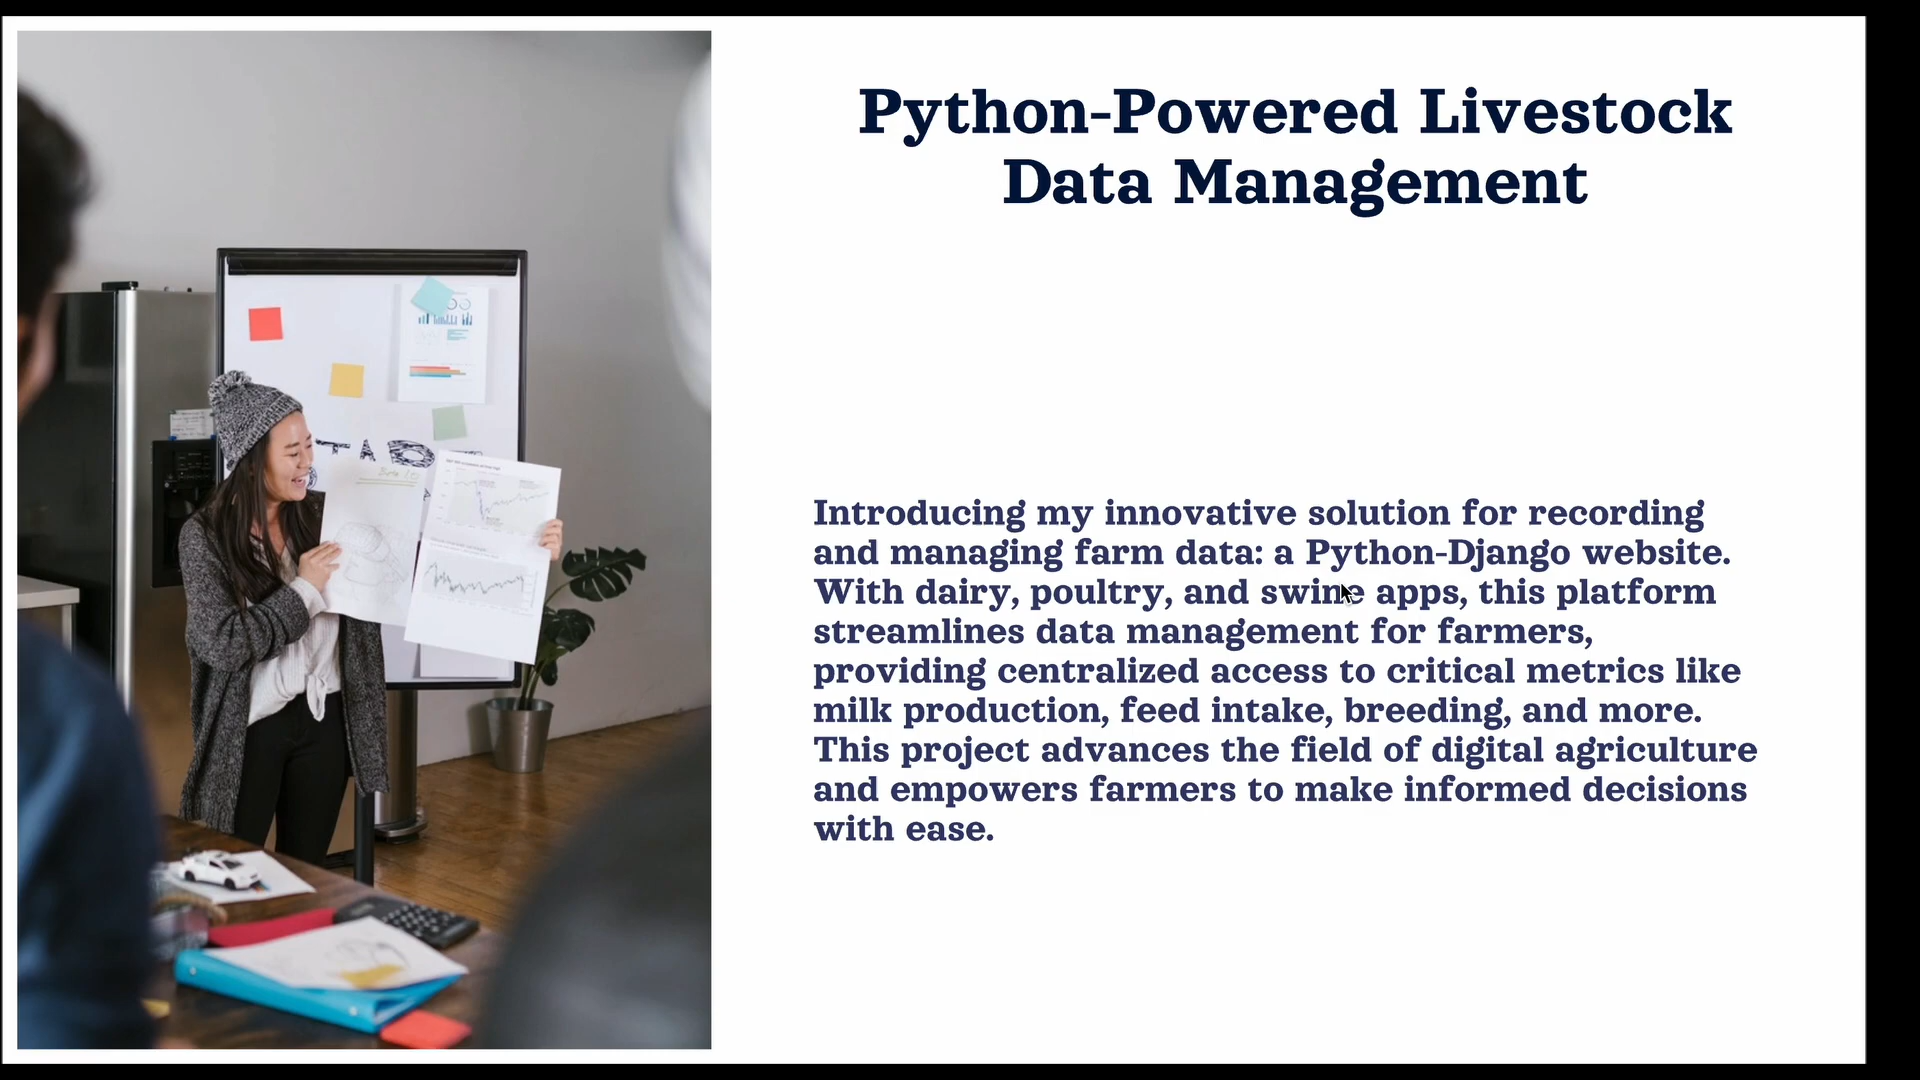 Python-Powered Livestock
Data Management
Introducing my innovative solution for recording
and managing farm data: a Python-Django website.
With dairy, poultry, and swine apps, this platform
streamlines data management for farmers,
providing centralized access to critical metrics like
milk production, feed intake, breeding, and more.
This project advances the field of digital agriculture
and empowers farmers to make informed decisions
with ease.